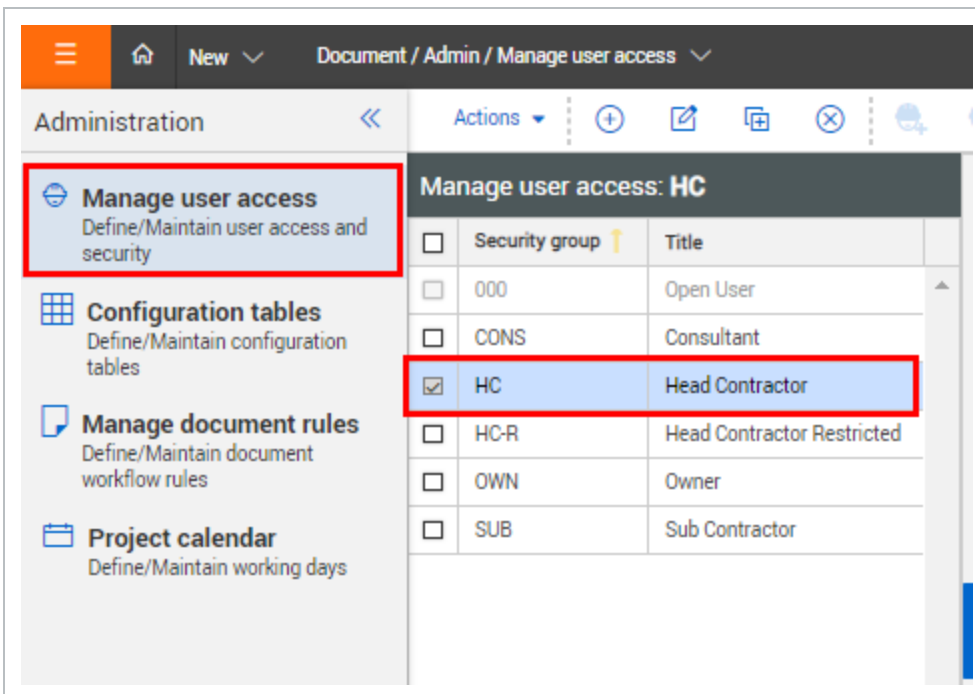 New
Document / Admin / Manage user access
Administration
Actions
Manage user access
Define/Maintain user access and
security
Configuration tables
Define/Maintain configuration
tables
Manage document rules
Define/Maintain document
workflow rules
Project calendar
Define/Maintain working days
Manage user access: HC
Security group Title
000 Open User
CONS Consultant
HC Head Contractor
HC-R Head Contractor Restricted
OWN Owner
SUB Sub Contractor